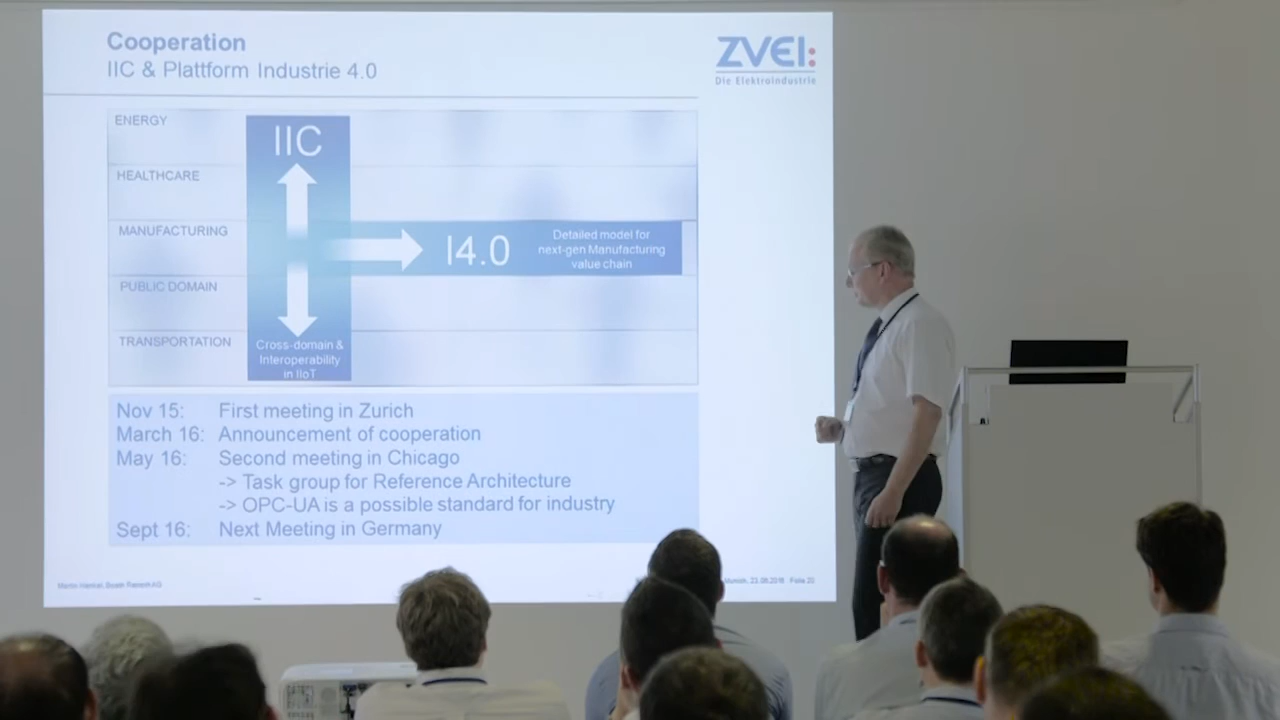 Cooperation
IIC & Plattform Industrie 4.0
ZVEI:
Die Elektroindustrie
ENERGY
IIC
HEALTHCARE
MANUFACTURING
I4.0
Detailed model for
next-gen Manufacturing
value chain
PUBLIC DOMAIN
TRANSPORTATION
Cross-domain &
Interoperability
in IIoT
Nov 15: First meeting in Zurich
March 16: Announcement of cooperation
May 16: Second meeting in Chicago
-> Task group for Reference Architecture
-> OPC-UA is a possible standard for industry
Sept 16: Next Meeting in Germany
Munich,